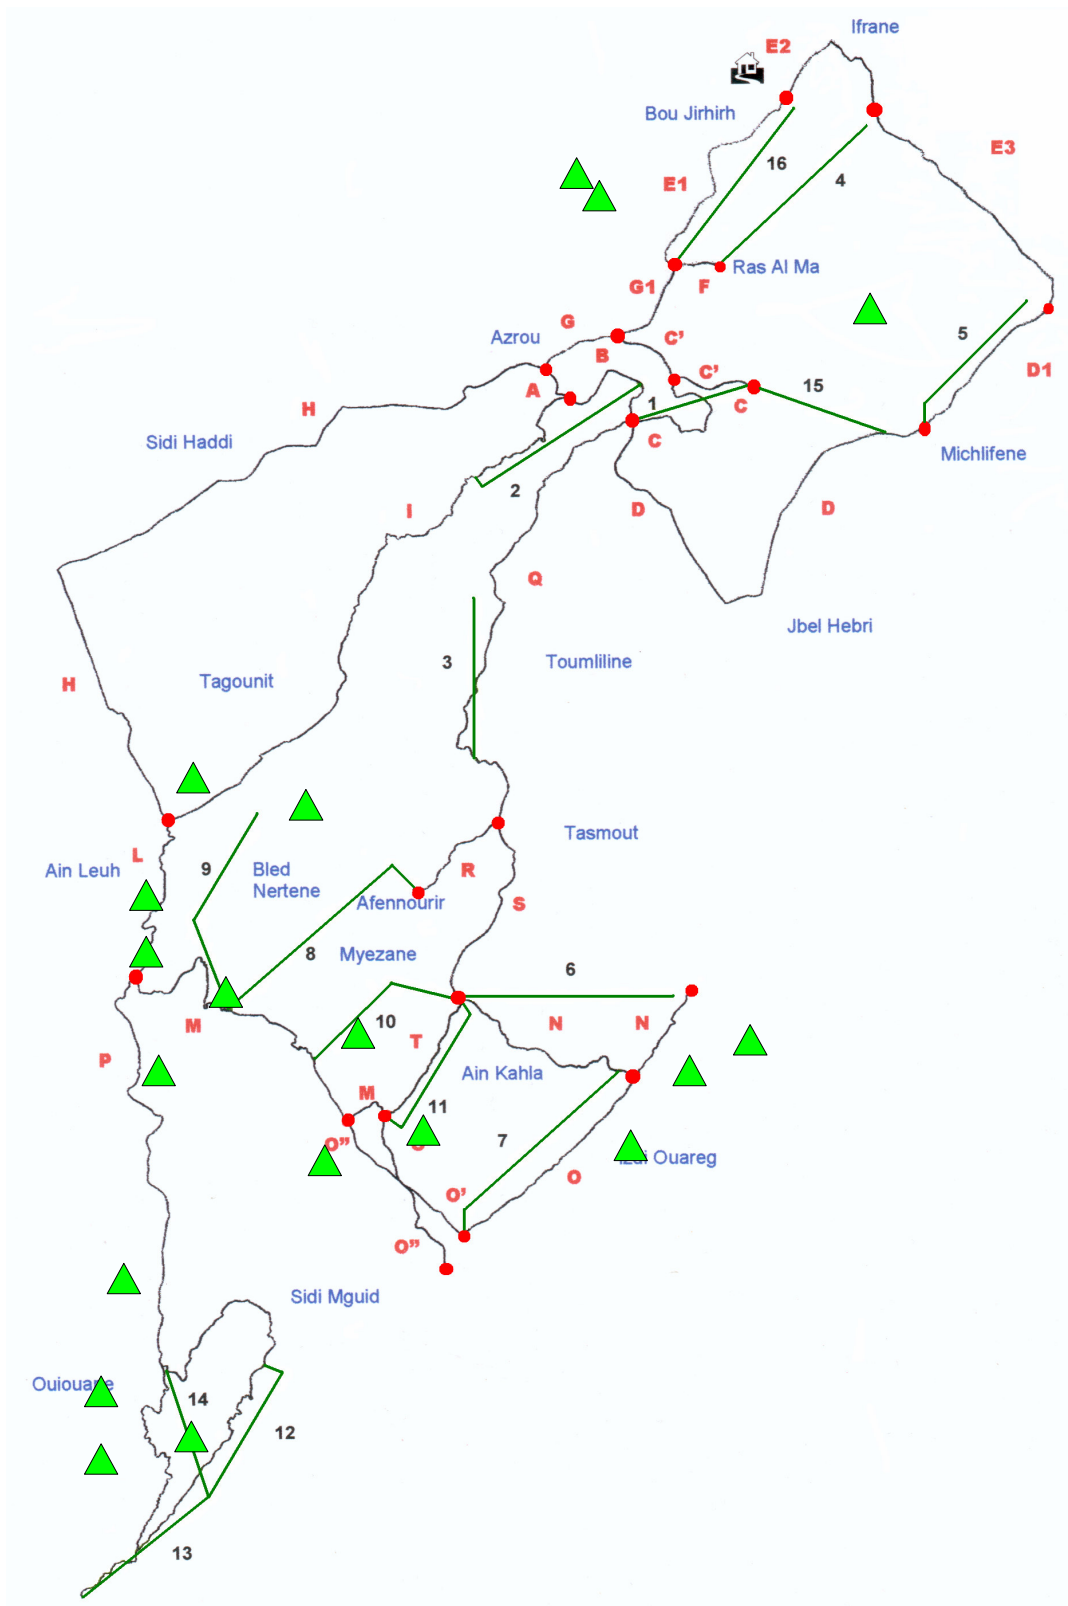 Ifrane
E2
Bou Jirhirh
E3
16
4
E1
Ras Al Ma
G1
F
G
C'
Azrou
B
5
C'
D1
A
15
1
C
H
C
Sidi Haddi
Michlifene
2
I
D
D
Q
Jbel Hebri
3
Toumliline
H
Tagounit
Tasmout
L
Ain Leuh
9
Bled
Nertene
R
Afennourir
S
8
Myezane
6
M
10
N
N
T
P
Ain Kahla
M
11
O”
7
Ouareg
O
O'
O”
Sidi Mguid
14
12
13